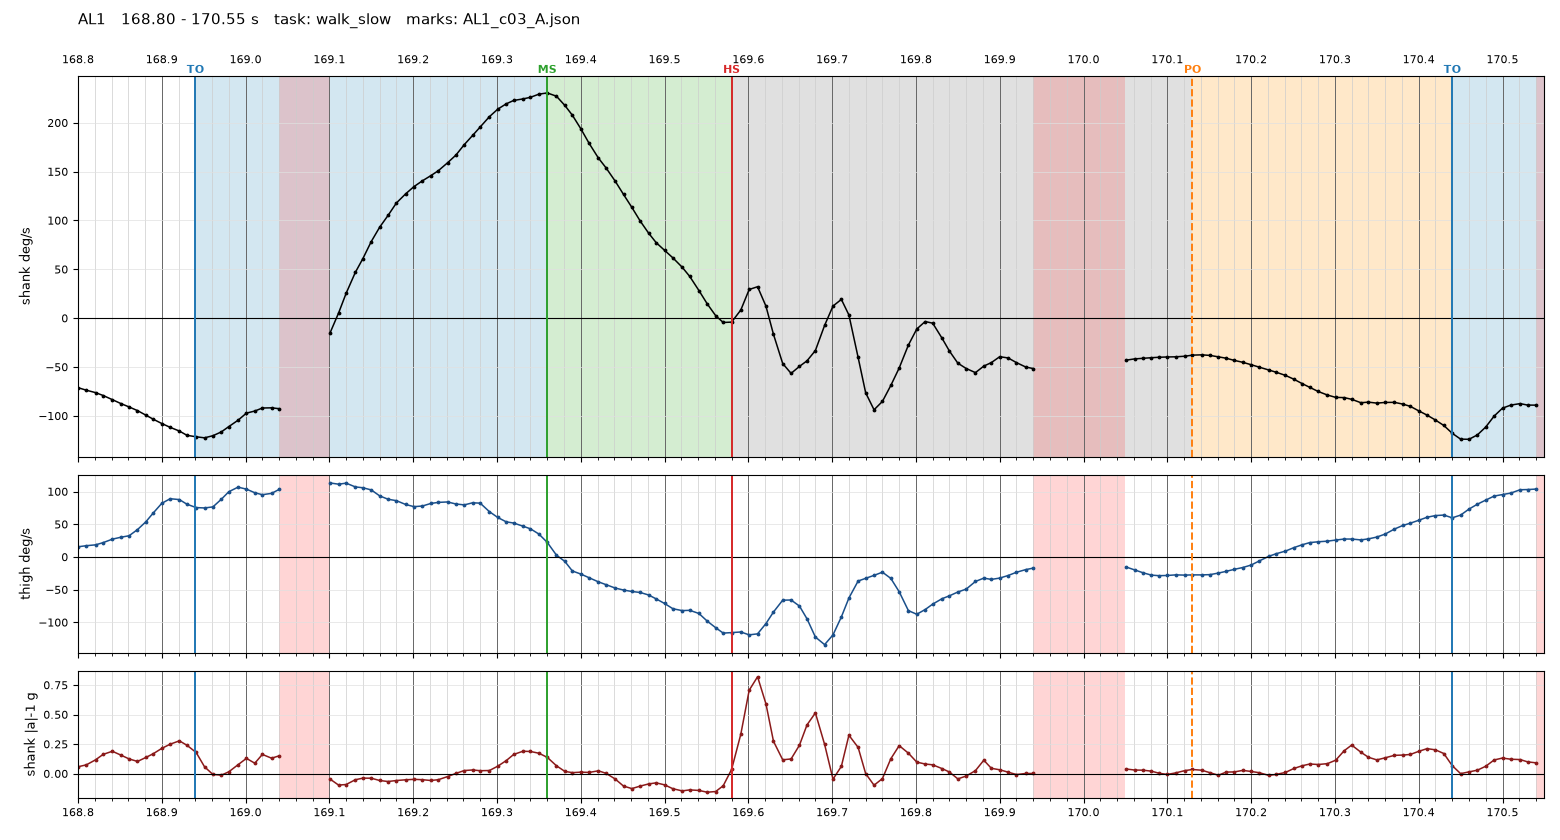 AL1 168.80 - 170.55 s task: walk_slow marks: AL1_c03_A.json
168.8 168.9 169.0 169.1 169.2 169.3 169.4 169.5 169.6 169.7 169.8 169.9 170.0 170.1 170.2 170.3 170.4 170.5
TO MS HS PO TO
shank deg/s
200
150
100
50
0
−50
−100
thigh deg/s
100
50
0
−50
−100
shank |a|-1 g
0.75
0.50
0.25
0.00
168.8 168.9 169.0 169.1 169.2 169.3 169.4 169.5 169.6 169.7 169.8 169.9 170.0 170.1 170.2 170.3 170.4 170.5